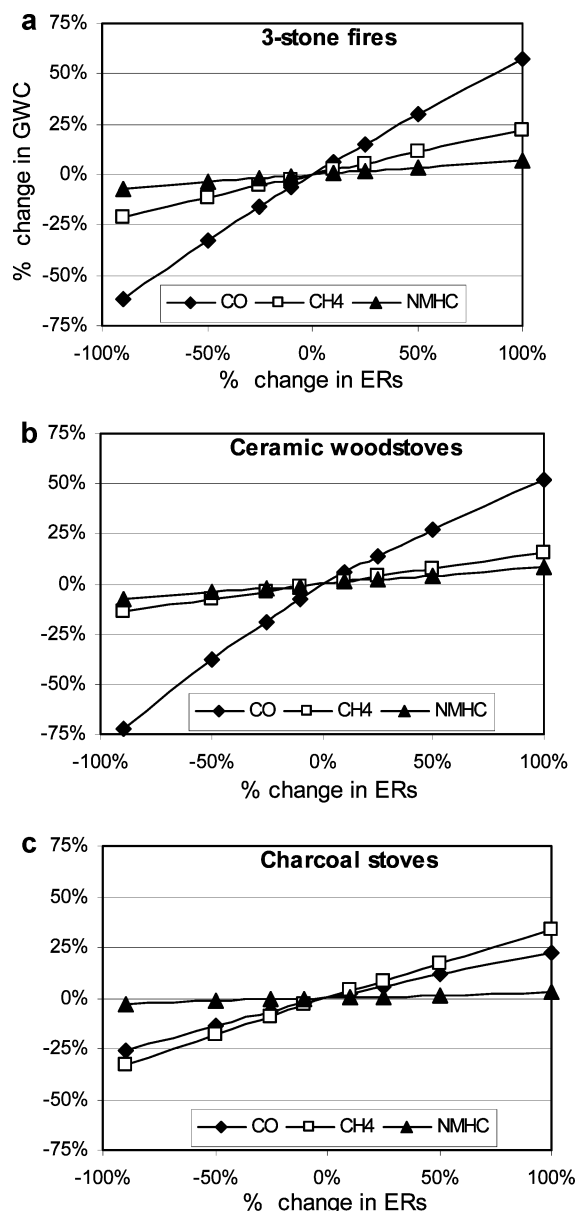 a
3-stone fires
75%
50%
25%
0%
-25%
-50%
-75%
% change in GWC
CO CH4 NMHC
-100% -50% 0% 50% 100%
% change in ERs
b
Ceramic woodstoves
75%
50%
25%
0%
-25%
-50%
-75%
CO CH4 NMHC
-100% -50% 0% 50% 100%
% change in ERs
c
Charcoal stoves
75%
50%
25%
0%
-25%
-50%
-75%
CO CH4 NMHC
-100% -50% 0% 50% 100%
% change in ERs